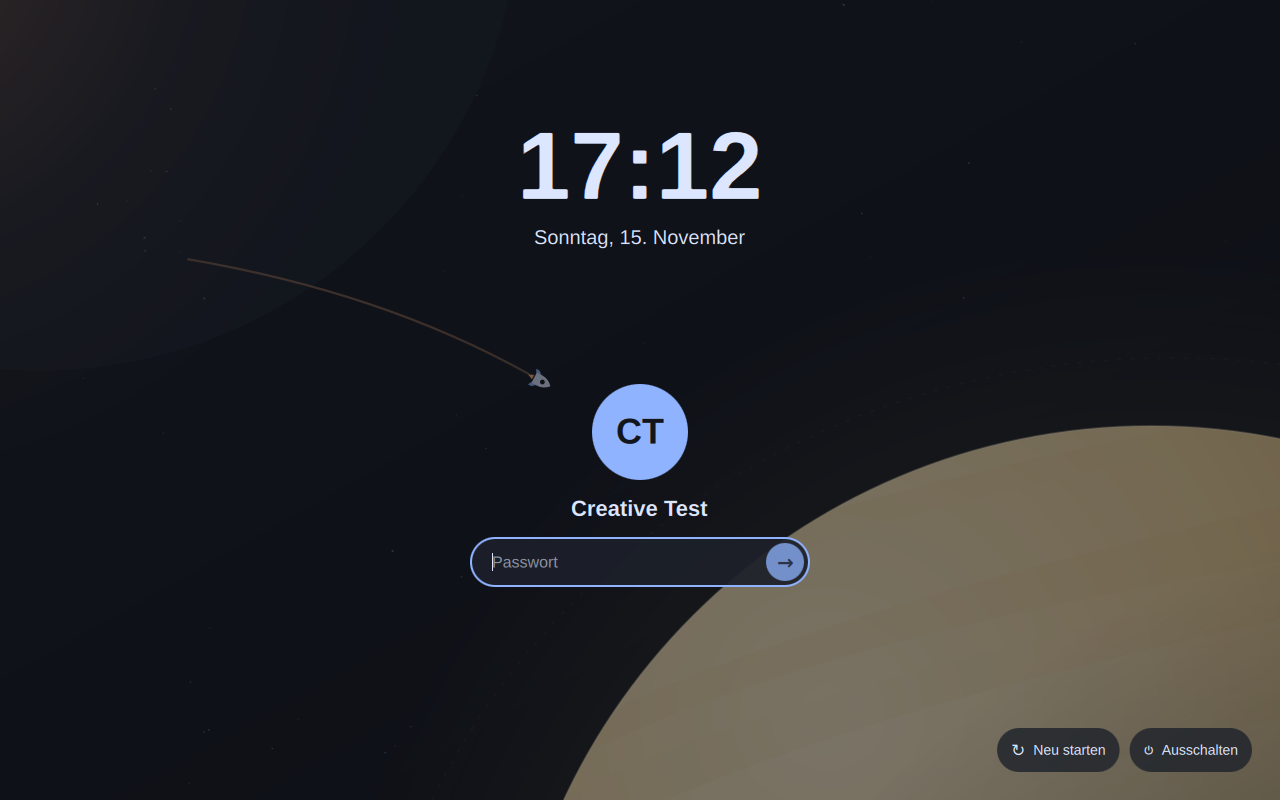 17:12
Sonntag, 15. November
CT
Creative Test
Passwort
Neu starten
Ausschalten